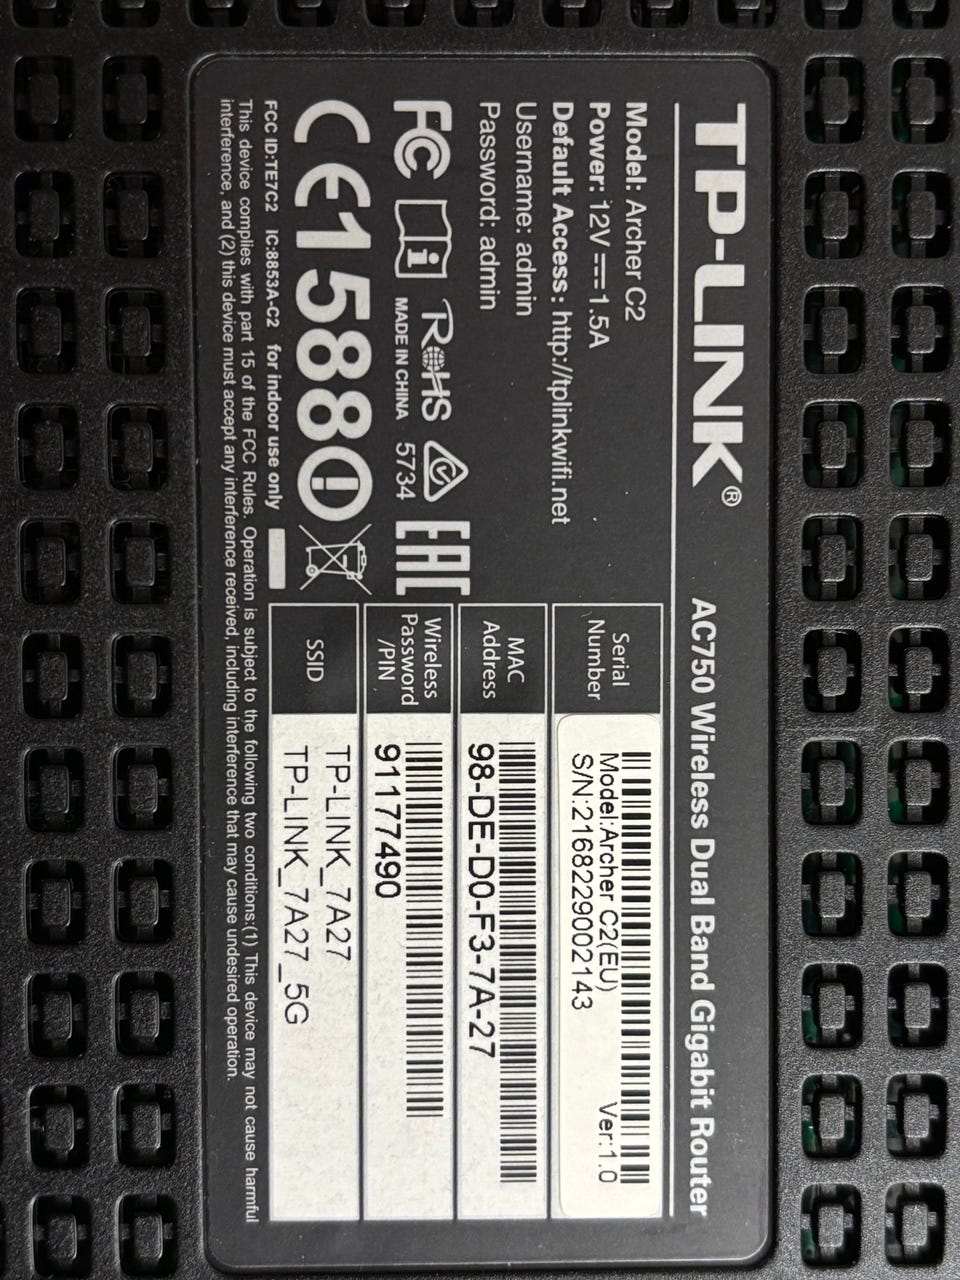 TP-LINK®
AC750 Wireless Dual Band Gigabit Router
Model: Archer C2
Power: 12V⎓1.5A
Default Access: http://tplinkwifi.net
Username: admin
Password: admin
FC RoHS 5734 EAC
MADE IN CHINA
CE1588
FCC ID:TE7C2 IC:8853A-C2 for indoor use only
Serial Number
Model:Archer C2(EU) Ver:1.0
S/N:2168229002143
MAC Address
98-DE-D0-F3-7A-27
Wireless Password /PIN
91177490
SSID
TP-LINK_7A27
TP-LINK_7A27_5G
This device complies with part 15 of the FCC Rules. Operation is subject to the following two conditions:(1) This device may not cause harmful
interference, and (2) this device must accept any interference received, including interference that may cause undesired operation.